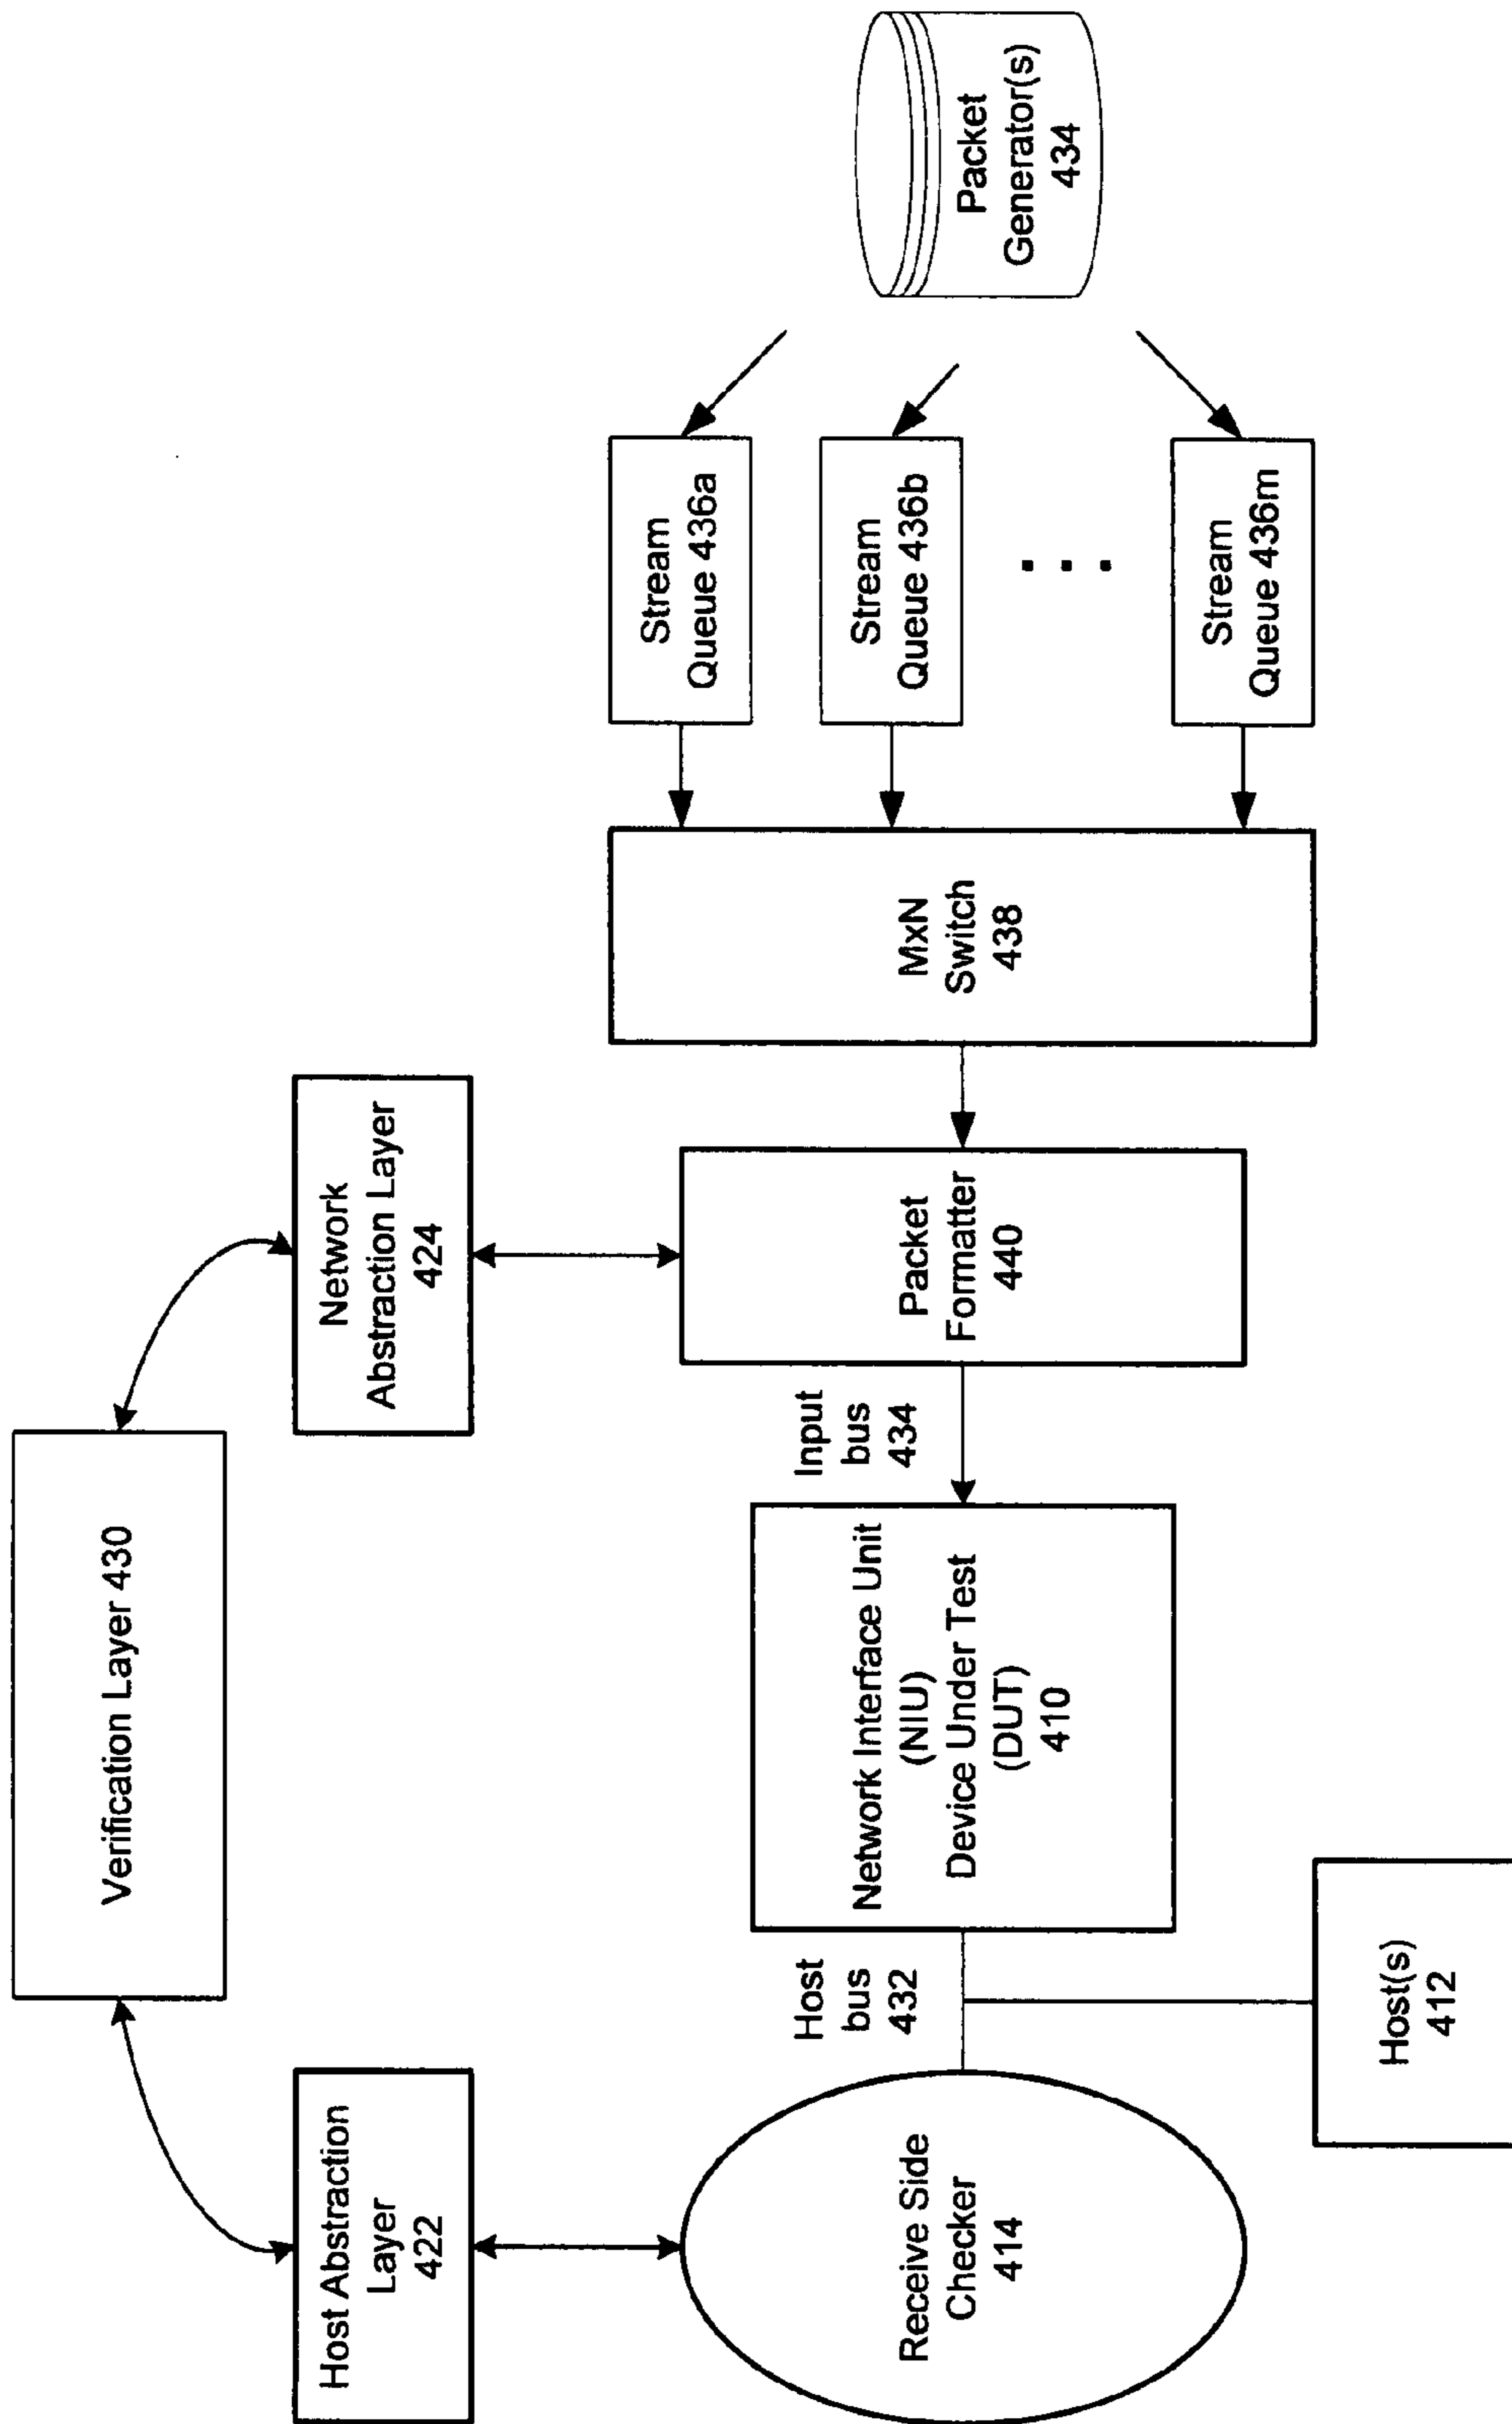 Verification Layer 430
Host Abstraction
Layer
422
Network
Abstraction Layer
424
Receive Side
Checker
414
Host
bus
432
Host(s)
412
Network Interface Unit
(NIU)
Device Under Test
(DUT)
410
Input
bus
434
Packet
Formatter
440
MxN
Switch
438
Stream
Queue 436a
Stream
Queue 436b
. . .
Stream
Queue 436m
Packet
Generator(s)
434